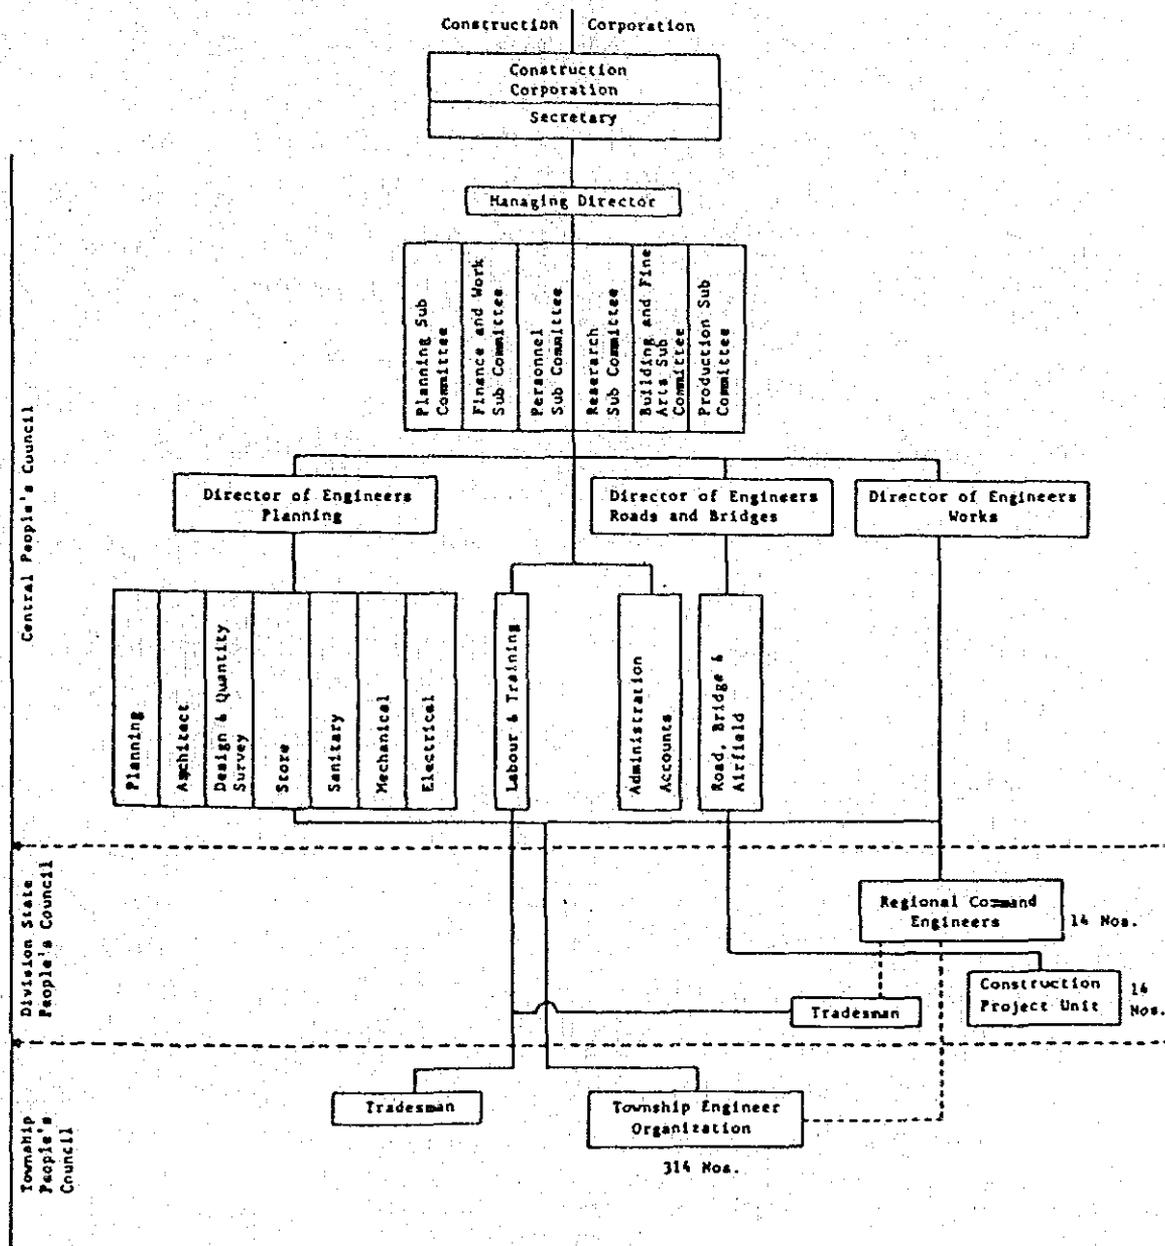 Construction Corporation
Construction
Corporation
Secretary
Managing Director
Planning Sub
Committee
Finance and Work
Sub Committee
Personnel
Sub Committee
Reserarch
Sub Committee
Building and Fine
Arts Sub
Committee
Production Sub
Committee
Central People's Council
Director of Engineers
Planning
Director of Engineers
Roads and Bridges
Director of Engineers
Works
Planning
Aschitect
Design & Quantity
Survey
Store
Sanitary
Mechanical
Electrical
Labour & Training
Administration
Accounts
Road, Bridge &
Airfield
Division State
People's Council
Regional Command
Engineers
14 Nos.
Construction
Project Unit
14
Nos.
Tradesman
Township
People's
Council
Tradesman
Township Engineer
Organization
314 Nos.